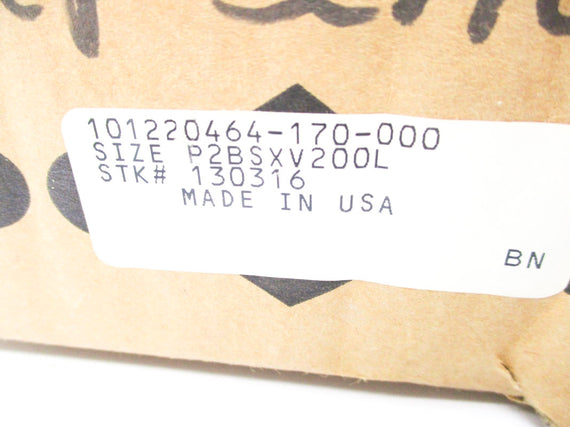 101220464-170-000
SIZE P2BSXV200L
STK# 130316
MADE IN USA
BN